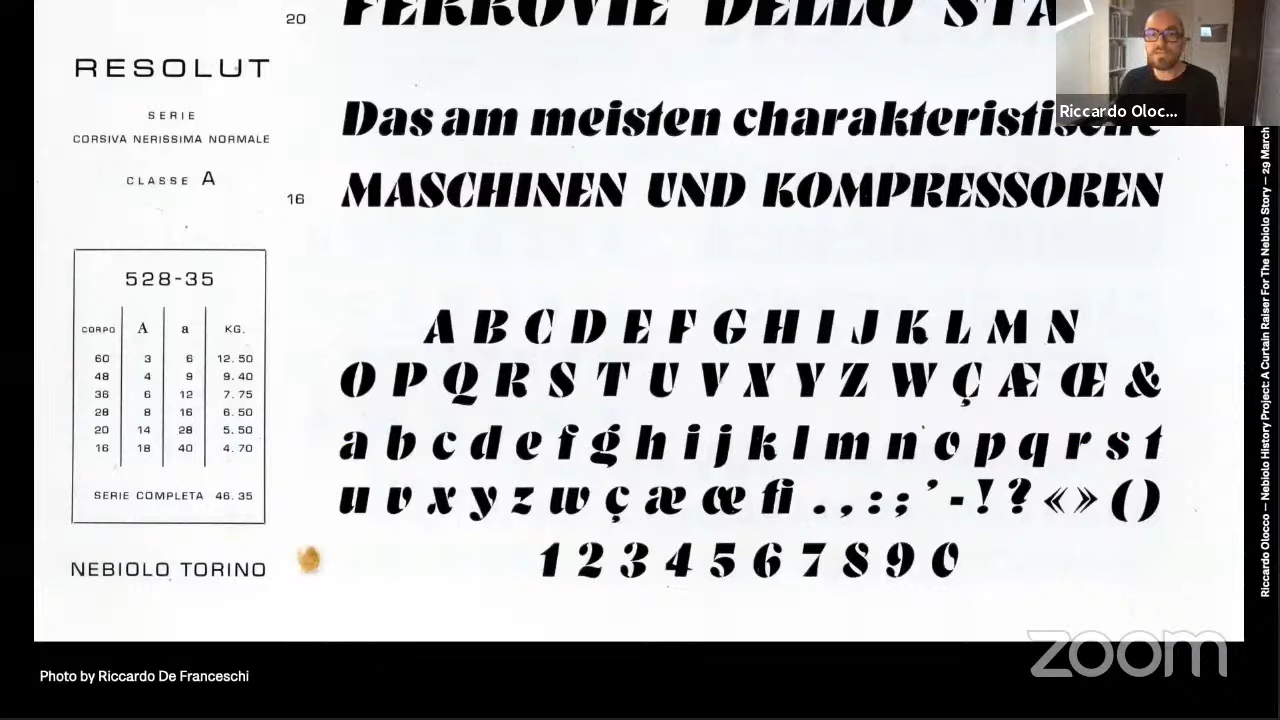 20
FERROVIE DELLO STA
RESOLUT
SERIE
CORSIVA NERISSIMA NORMALE
CLASSE A
Das am meisten charakteristische
16
MASCHINEN UND KOMPRESSOREN
528-35
CORPO A a KG.
60 3 6 12.50
48 4 9 9.40
36 6 12 7.75
28 8 16 6.50
20 14 28 5.50
16 18 40 4.70
SERIE COMPLETA 46.35
NEBIOLO TORINO
A B C D E F G H I J K L M N
O P Q R S T U V X Y Z W Ç Æ Œ &
a b c d e f g h i j k l m n o p q r s t
u v x y z w ç æ œ fi . , : ; ’ - ! ? « » ( )
1 2 3 4 5 6 7 8 9 0
Riccardo Oloc...
Riccardo Olocco — Nebiolo History Project: A Curtain Raiser For The Nebiolo Story — 29 March
Photo by Riccardo De Franceschi
zoom